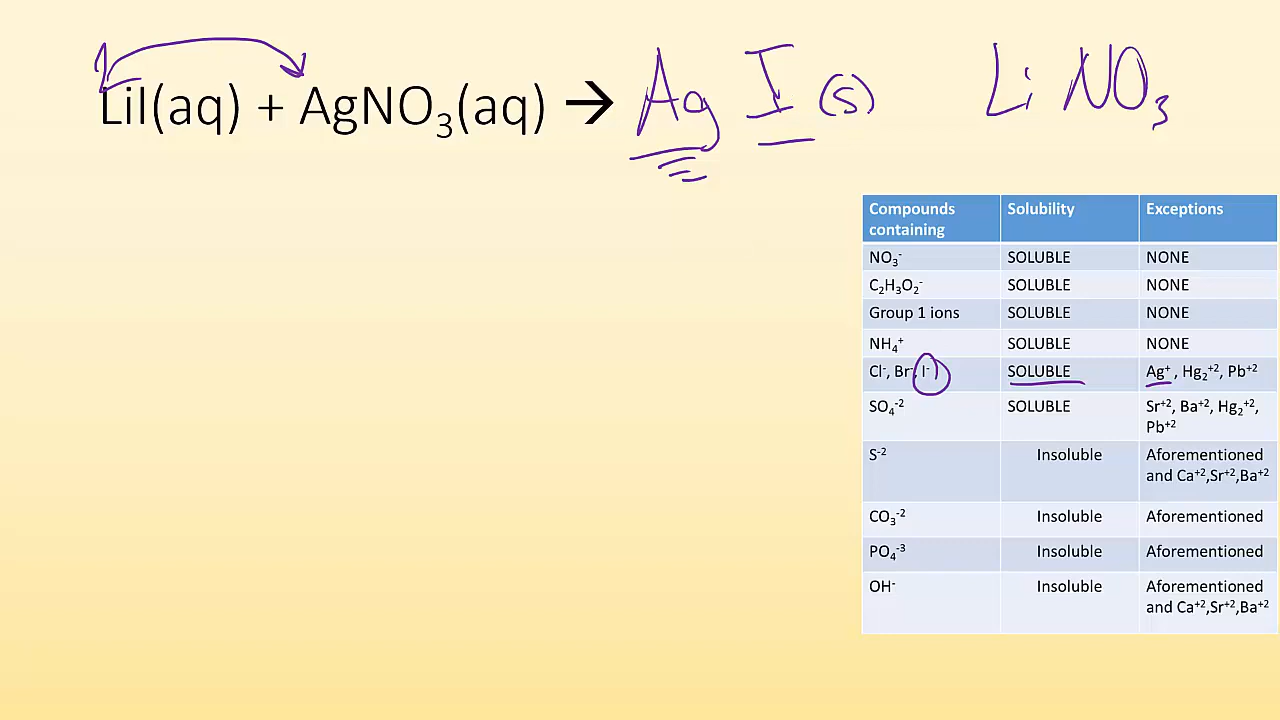 LiI(aq) + AgNO₃(aq) → AgI(s) LiNO₃
Compounds containing Solubility Exceptions
NO₃⁻ SOLUBLE NONE
C₂H₃O₂⁻ SOLUBLE NONE
Group 1 ions SOLUBLE NONE
NH₄⁺ SOLUBLE NONE
Cl⁻, Br⁻, I⁻ SOLUBLE Ag⁺, Hg₂⁺², Pb⁺²
SO₄⁻² SOLUBLE Sr⁺², Ba⁺², Hg₂⁺²,
Pb⁺²
S⁻² Insoluble Aforementioned
and Ca⁺²,Sr⁺²,Ba⁺²
CO₃⁻² Insoluble Aforementioned
PO₄⁻³ Insoluble Aforementioned
OH⁻ Insoluble Aforementioned
and Ca⁺²,Sr⁺²,Ba⁺²